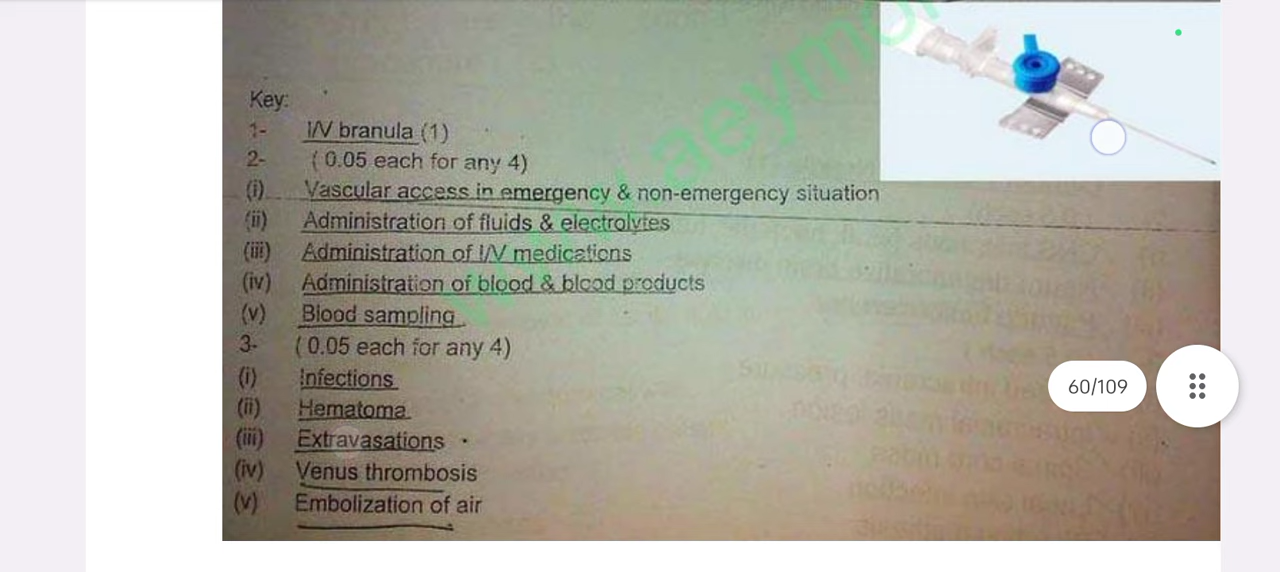 Key:
1- I/V branula (1)
2- ( 0.05 each for any 4)
(i) Vascular access in emergency & non-emergency situation
(ii) Administration of fluids & electrolytes
(iii) Administration of I/V medications
(iv) Administration of blood & blood products
(v) Blood sampling
3- ( 0.05 each for any 4)
(i) Infections
(ii) Hematoma
(iii) Extravasations
(iv) Venus thrombosis
(v) Embolization of air
60/109